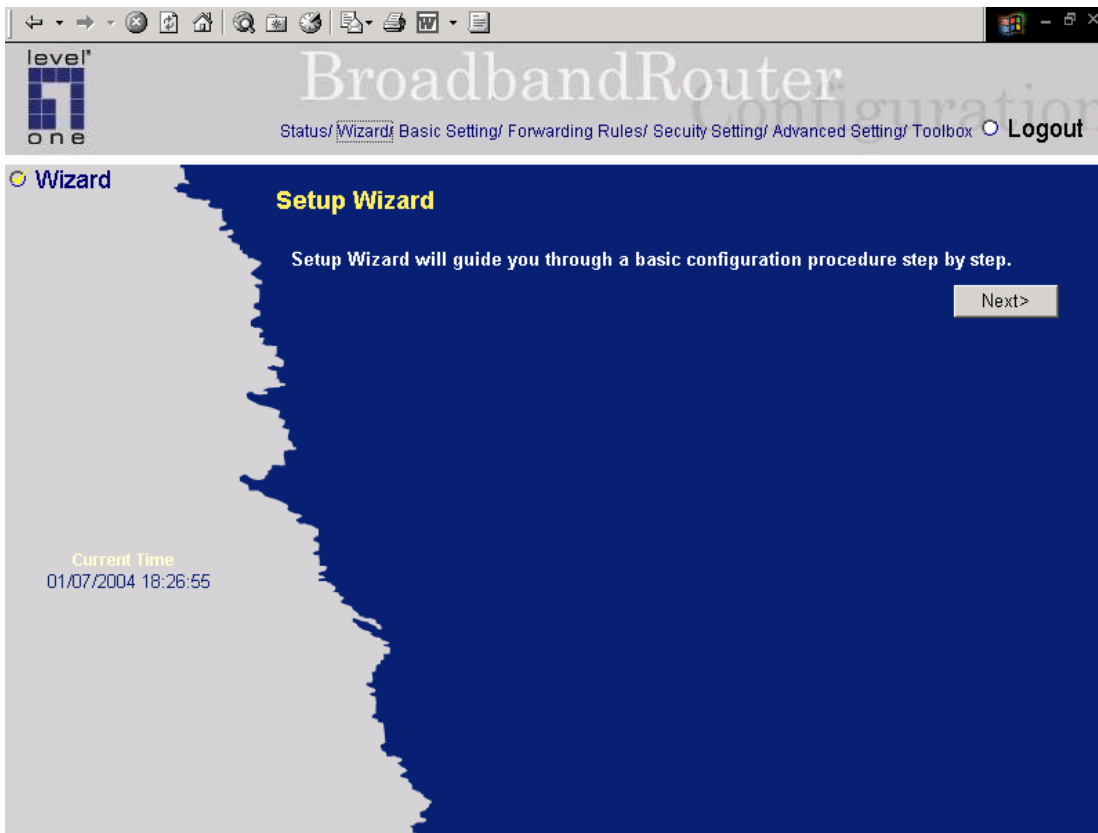 level
one
BroadbandRouter
Configuration
Status/ Wizard/ Basic Setting/ Forwarding Rules/ Secuity Setting/ Advanced Setting/ Toolbox Logout
Wizard
Setup Wizard
Setup Wizard will guide you through a basic configuration procedure step by step.
Next>
Current Time
01/07/2004 18:26:55